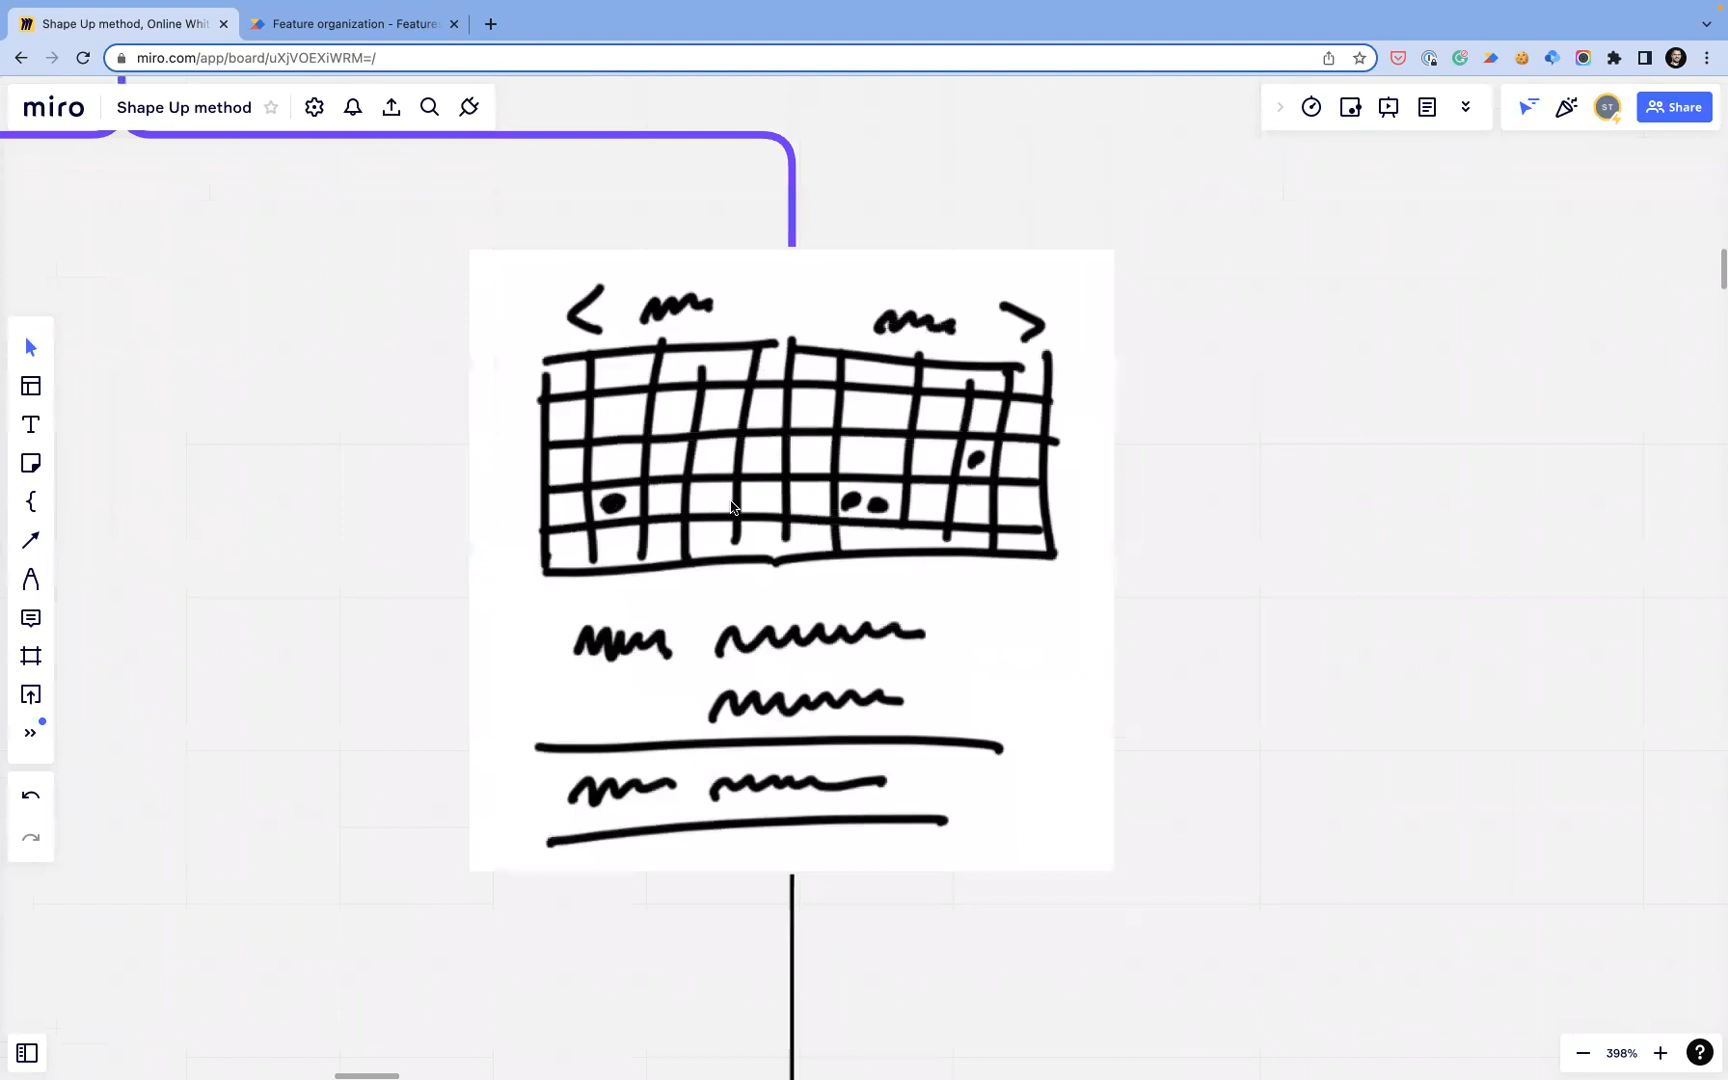 Shape Up method, Online Whi
Feature organization - Feature
miro.com/app/board/uXjVOEXiWRM=/
miro
Shape Up method
ST
Share
398%